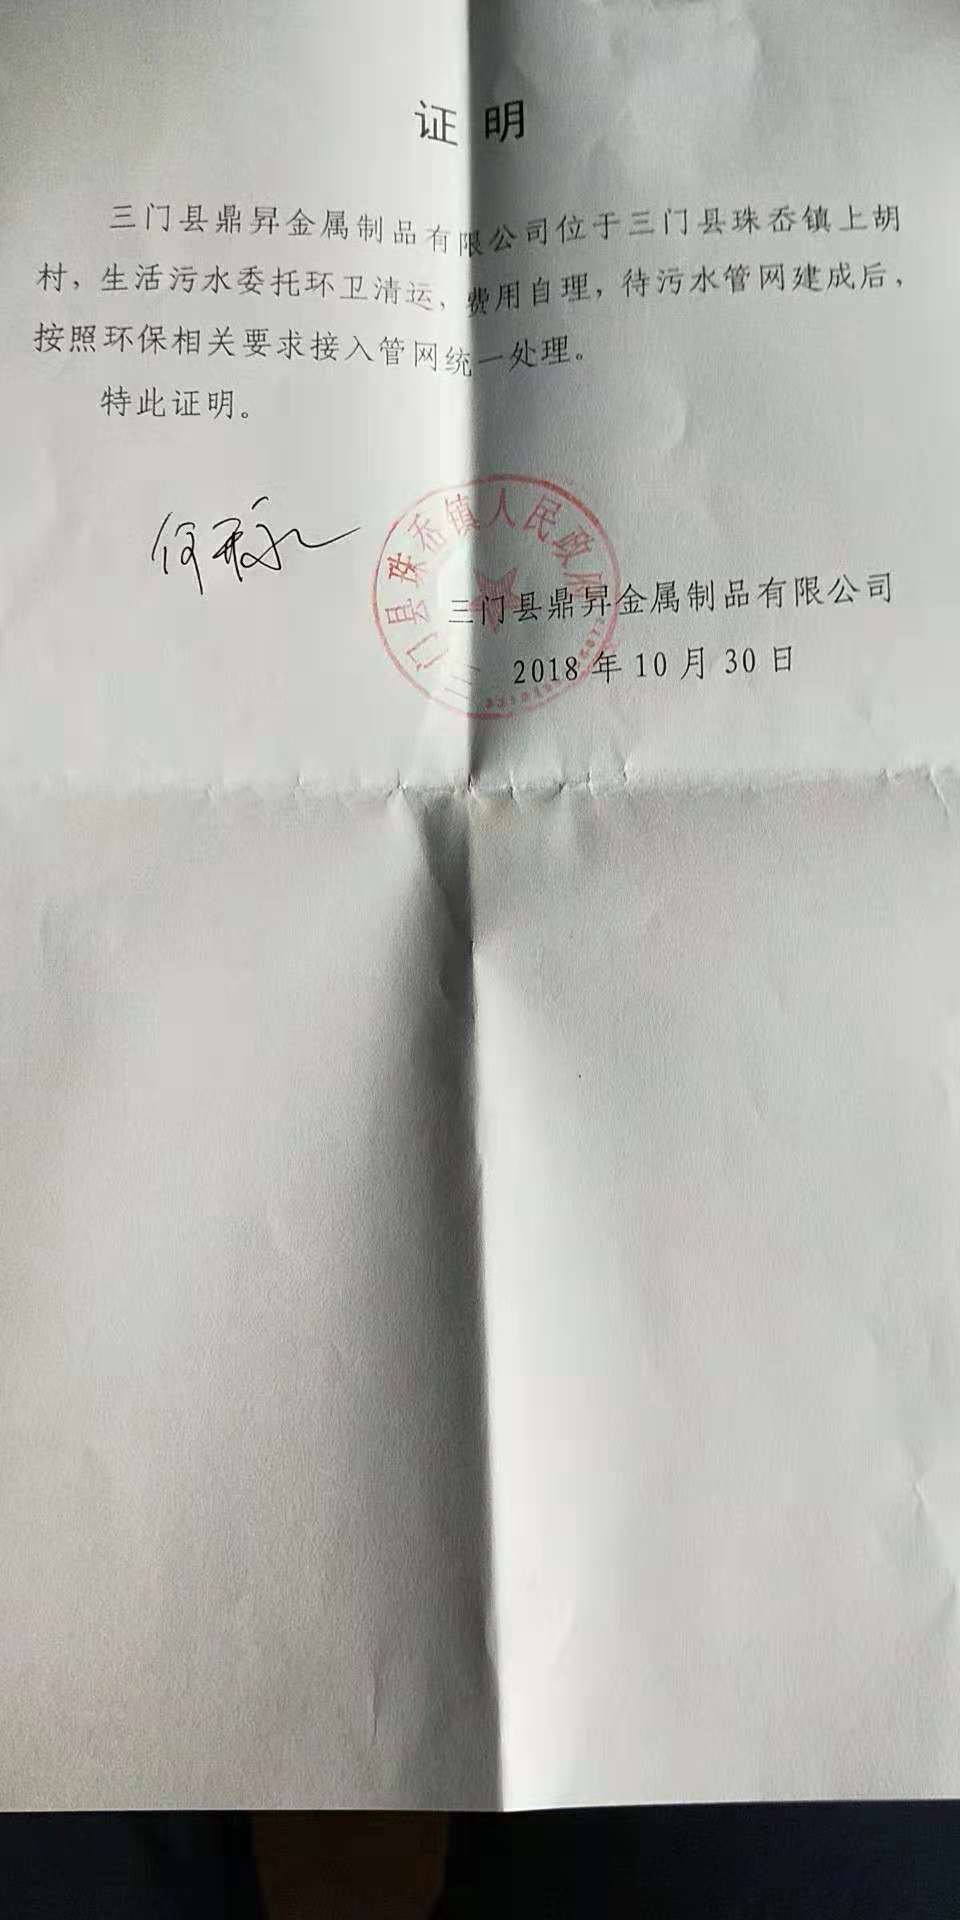 证 明
三门县鼎昇金属制品有限公司位于三门县珠岙镇上胡
村，生活污水委托环卫清运，费用自理，待污水管网建成后，
按照环保相关要求接入管网统一处理。
特此证明。
三门县珠岙镇人民政府
三门县鼎昇金属制品有限公司
2018 年 10 月 30 日